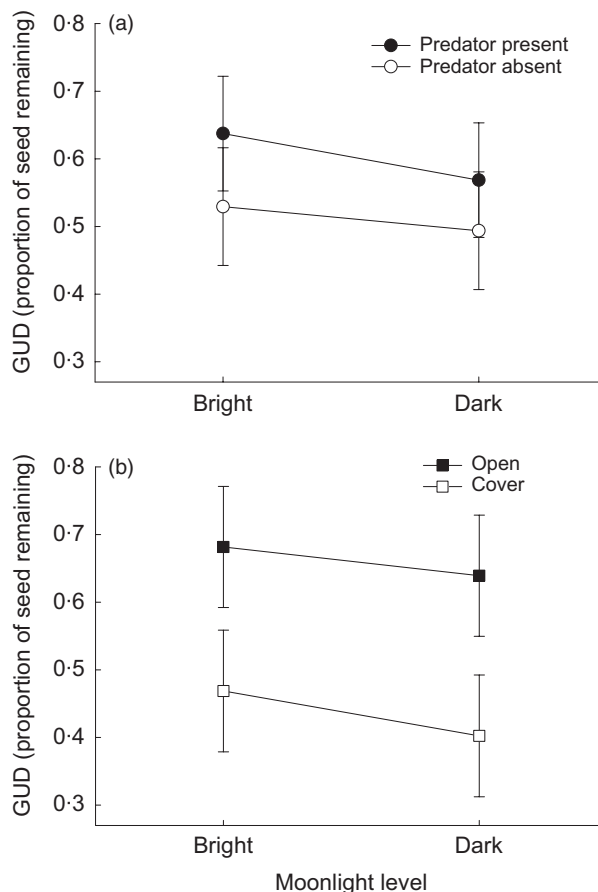 (a)
Predator present
Predator absent
GUD (proportion of seed remaining)
0·8
0·7
0·6
0·5
0·4
0·3
Bright
Dark
(b)
Open
Cover
GUD (proportion of seed remaining)
0·8
0·7
0·6
0·5
0·4
0·3
Bright
Dark
Moonlight level